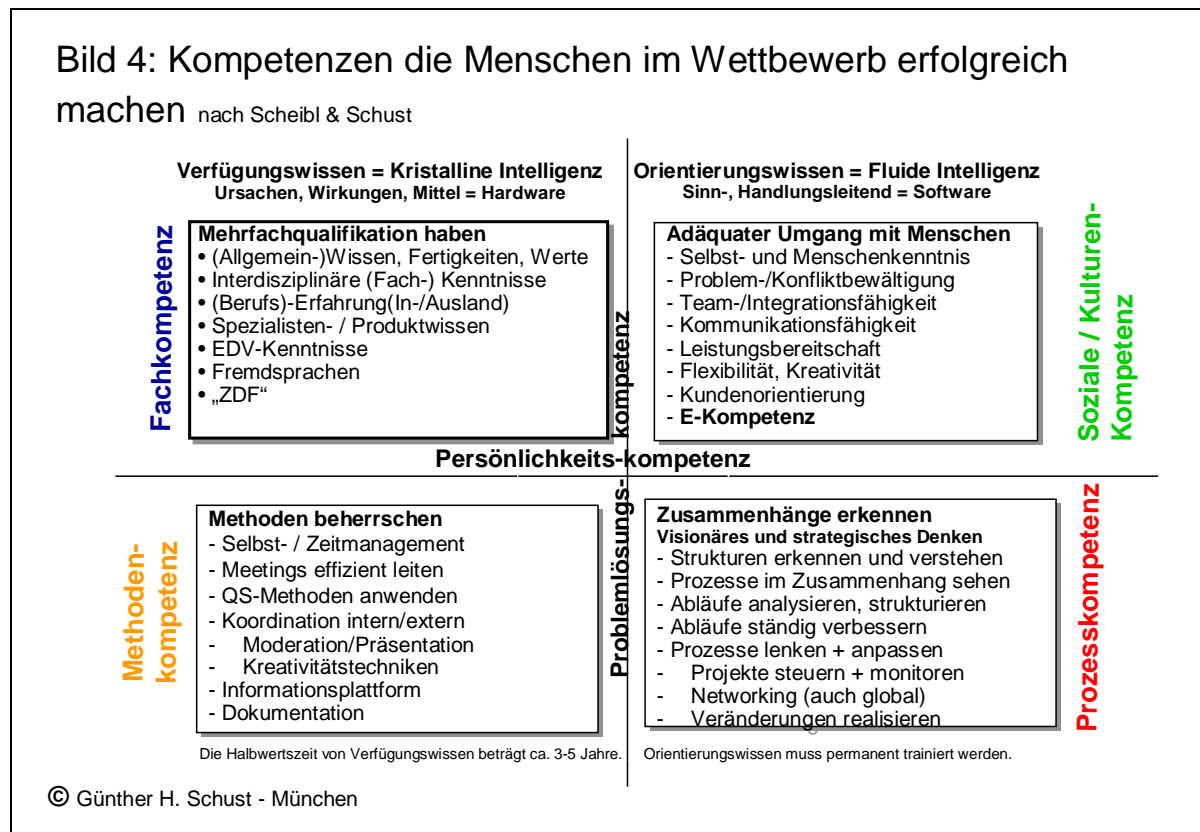 Bild 4: Kompetenzen die Menschen im Wettbewerb erfolgreich
machen nach Scheibl & Schust
Verfügungswissen = Kristalline Intelligenz
Ursachen, Wirkungen, Mittel = Hardware
Orientierungswissen = Fluide Intelligenz
Sinn-, Handlungsleitend = Software
Fachkompetenz
Mehrfachqualifikation haben
• (Allgemein-)Wissen, Fertigkeiten, Werte
• Interdisziplinäre (Fach-) Kenntnisse
• (Berufs)-Erfahrung(In-/Ausland)
• Spezialisten- / Produktwissen
• EDV-Kenntnisse
• Fremdsprachen
• „ZDF“
Adäquater Umgang mit Menschen
- Selbst- und Menschenkenntnis
- Problem-/Konfliktbewältigung
- Team-/Integrationsfähigkeit
- Kommunikationsfähigkeit
- Leistungsbereitschaft
- Flexibilität, Kreativität
- Kundenorientierung
- E-Kompetenz
Soziale / Kulturen-
Kompetenz
Persönlichkeits-kompetenz
Problemlösungs-kompetenz
Methoden-
kompetenz
Methoden beherrschen
- Selbst- / Zeitmanagement
- Meetings effizient leiten
- QS-Methoden anwenden
- Koordination intern/extern
- Moderation/Präsentation
- Kreativitätstechniken
- Informationsplattform
- Dokumentation
Zusammenhänge erkennen
Visionäres und strategisches Denken
- Strukturen erkennen und verstehen
- Prozesse im Zusammenhang sehen
- Abläufe analysieren, strukturieren
- Abläufe ständig verbessern
- Prozesse lenken + anpassen
- Projekte steuern + monitoren
- Networking (auch global)
- Veränderungen realisieren
Prozesskompetenz
Die Halbwertszeit von Verfügungswissen beträgt ca. 3-5 Jahre.
Orientierungswissen muss permanent trainiert werden.
© Günther H. Schust - München